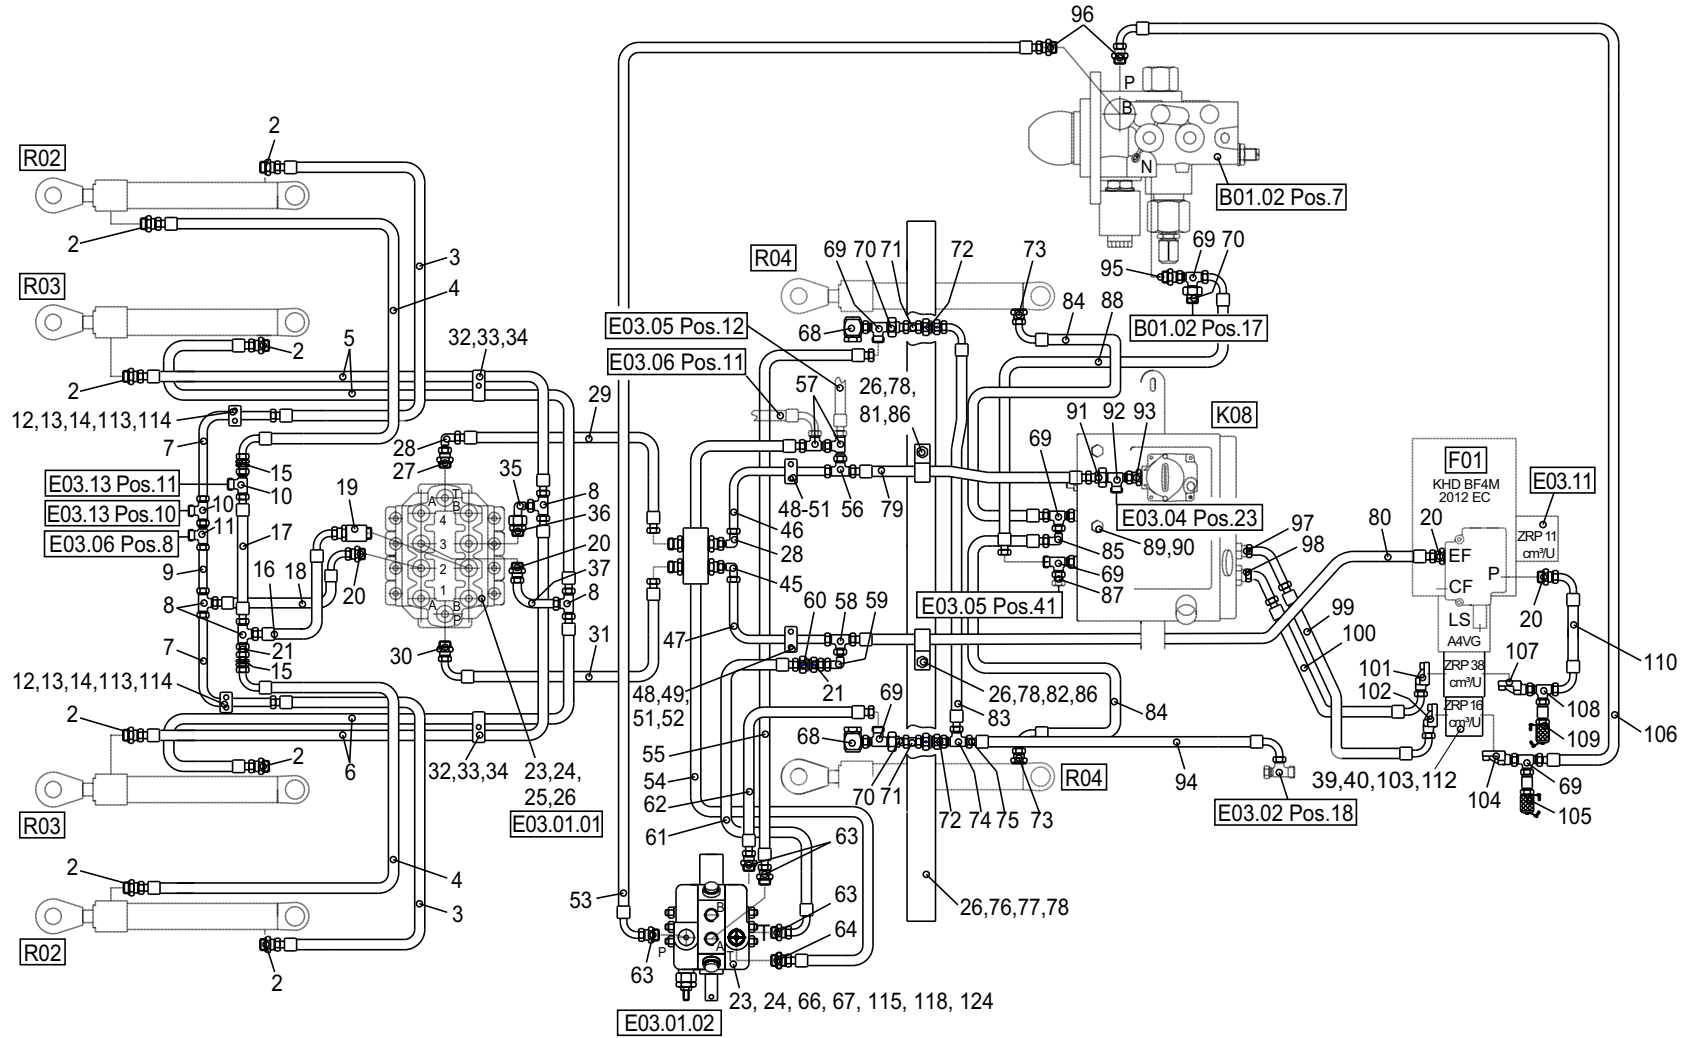 96
P
B
N
B01.02 Pos.7
R02
2
2
3
4
R03
2
2
5
32,33,34
12,13,14,113,114
7
15
E03.13 Pos.11
10
E03.13 Pos.10
10
11
E03.06 Pos.8
9
17
19
16
18
20
8
21
15
7
12,13,14,113,114
2
2
6
32,33,34
R03
2
4
3
R02
2
28
27
29
35
8
36
20
37
8
31
30
A
T
B
4
3
2
1
A
B
P
23,24,
25,26
E03.01.01
R04
69
70
71
72
73
68
E03.05 Pos.12
E03.06 Pos.11
57
26,78,
81,86
84
88
95
69
70
B01.02 Pos.17
K08
91
92
93
69
48-51
56
79
46
28
45
E03.04 Pos.23
89,90
85
69
87
E03.05 Pos.41
97
98
99
100
80
20
F01
KHD BF4M
2012 EC
E03.11
ZRP 11
cm³/U
EF
CF
P
LS
A4VG
20
ZRP 38
cm³/U
ZRP 16
cm³/U
101
102
107
108
109
110
106
104
69
105
39,40,103,112
47
60
58
59
48,49,
51,52
21
69
26,78,82,86
83
84
68
55
54
62
61
70
71
72
74
75
73
R04
94
E03.02 Pos.18
53
63
63
64
63
26,76,77,78
P
B
A
T
T
23, 24, 66, 67, 115, 118, 124
E03.01.02